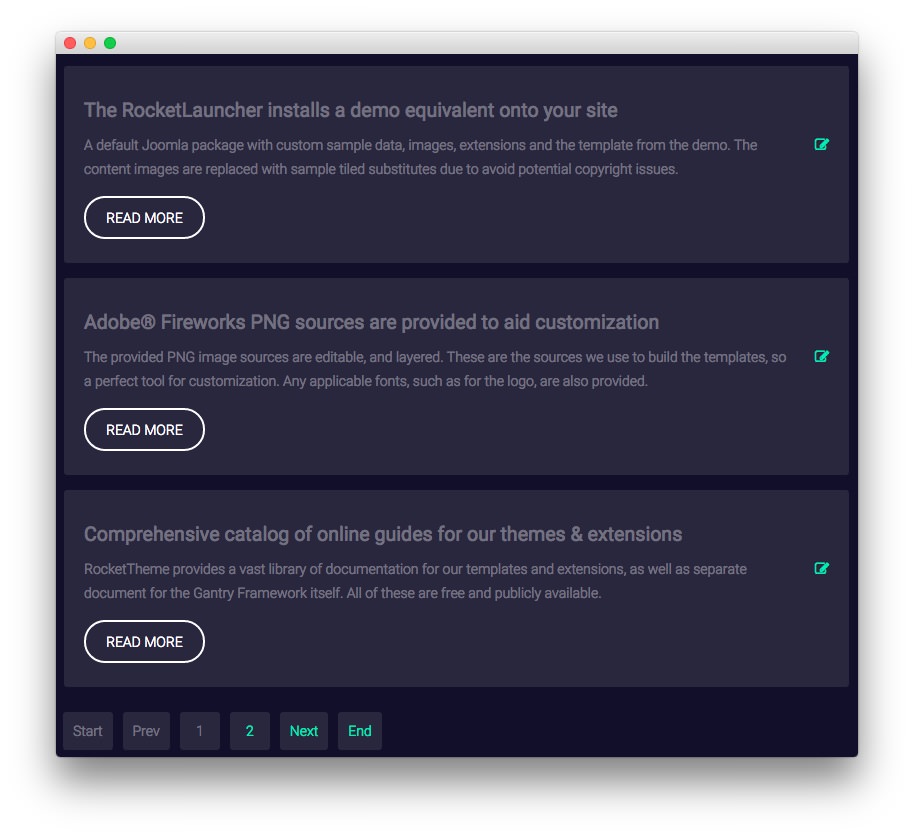 The RocketLauncher installs a demo equivalent onto your site
A default Joomla package with custom sample data, images, extensions and the template from the demo. The
content images are replaced with sample tiled substitutes due to avoid potential copyright issues.
READ MORE
Adobe® Fireworks PNG sources are provided to aid customization
The provided PNG image sources are editable, and layered. These are the sources we use to build the templates, so
a perfect tool for customization. Any applicable fonts, such as for the logo, are also provided.
READ MORE
Comprehensive catalog of online guides for our themes & extensions
RocketTheme provides a vast library of documentation for our templates and extensions, as well as separate
document for the Gantry Framework itself. All of these are free and publicly available.
READ MORE
Start Prev 1 2 Next End